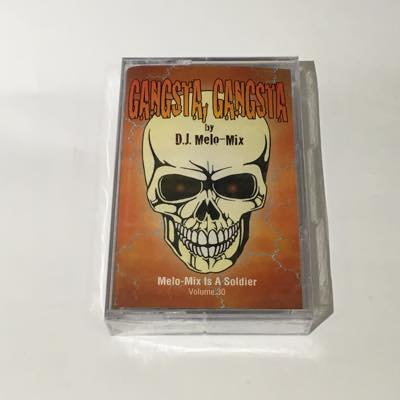 GANGSTA, GANGSTA
by
D.J. Melo-Mix
Melo-Mix Is A Soldier
Volume 30